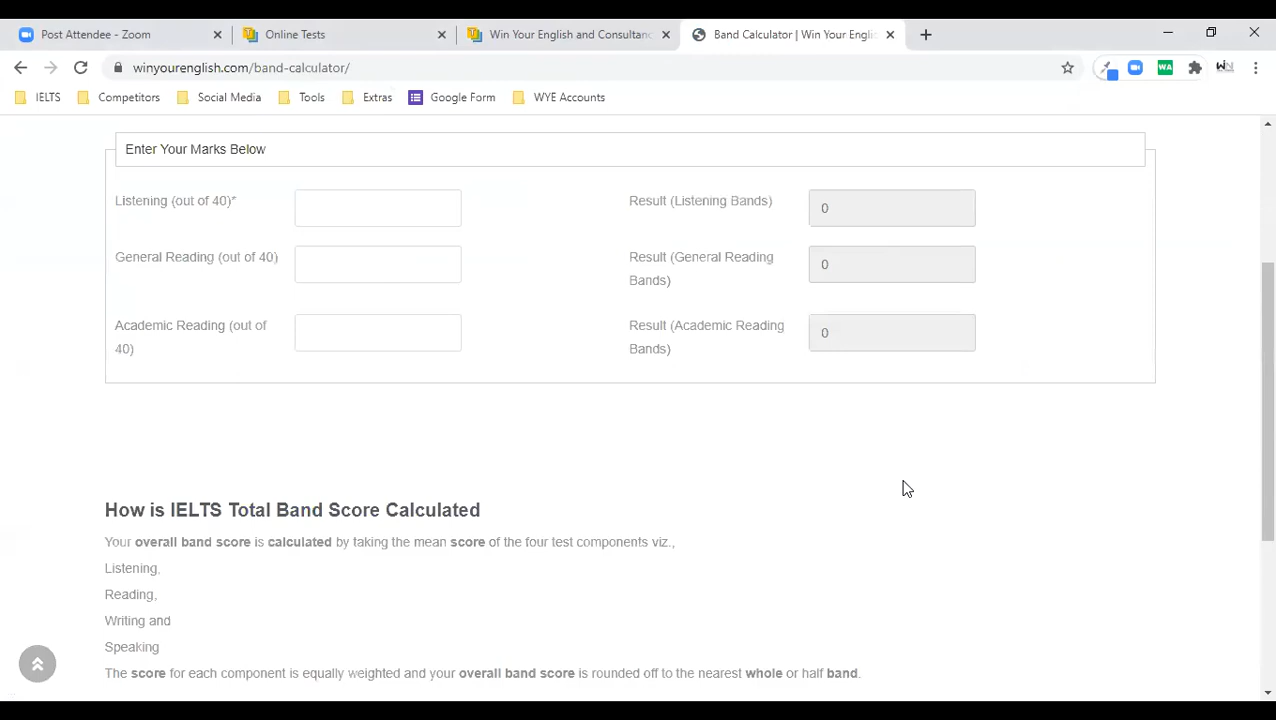 Post Attendee - Zoom
Online Tests
Win Your English and Consultanc
Band Calculator | Win Your Engli
winyourenglish.com/band-calculator/
WA
IELTS
Competitors
Social Media
Tools
Extras
Google Form
WYE Accounts
Enter Your Marks Below
Listening (out of 40)*
Result (Listening Bands)
0
General Reading (out of 40)
Result (General Reading
Bands)
0
Academic Reading (out of
40)
Result (Academic Reading
Bands)
0
How is IELTS Total Band Score Calculated
Your overall band score is calculated by taking the mean score of the four test components viz.,
Listening,
Reading,
Writing and
Speaking
The score for each component is equally weighted and your overall band score is rounded off to the nearest whole or half band.